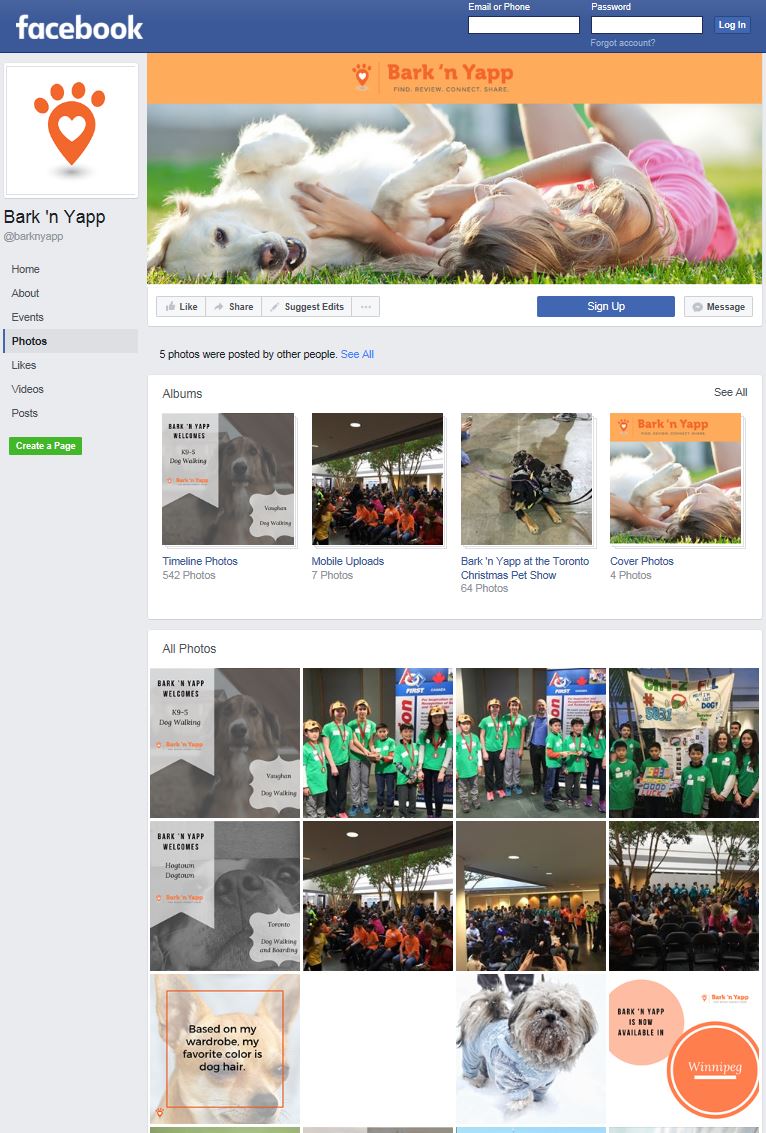 facebook
Email or Phone
Password
Log In
Forgot account?
Bark 'n Yapp
FIND. REVIEW. CONNECT. SHARE.
Bark 'n Yapp
@barknyapp
Home
About
Events
Photos
Likes
Videos
Posts
Create a Page
Like
Share
Suggest Edits
Sign Up
Message
5 photos were posted by other people. See All
Albums
See All
BARK 'N YAPP
WELCOMES
K9-5
Dog Walking
Bark 'n Yapp
Vaughan
Dog Walking
Bark 'n Yapp
FIND. REVIEW. CONNECT. SHARE.
Timeline Photos
542 Photos
Mobile Uploads
7 Photos
Bark 'n Yapp at the Toronto
Christmas Pet Show
64 Photos
Cover Photos
4 Photos
All Photos
BARK 'N YAPP
WELCOMES
K9-5
Dog Walking
Bark 'n Yapp
Vaughan
Dog Walking
FIRST
CANADA
FIRST
CANADA
# 5031
DOG!
GOOD
BARK 'N YAPP
WELCOMES
Hogtown
Dogtown
Bark 'n Yapp
Toronto
Dog Walking
and Boarding
Based on my
wardrobe, my
favorite color is
dog hair.
Bark 'n Yapp
BARK 'N YAPP
IS NOW
AVAILABLE IN
Winnipeg